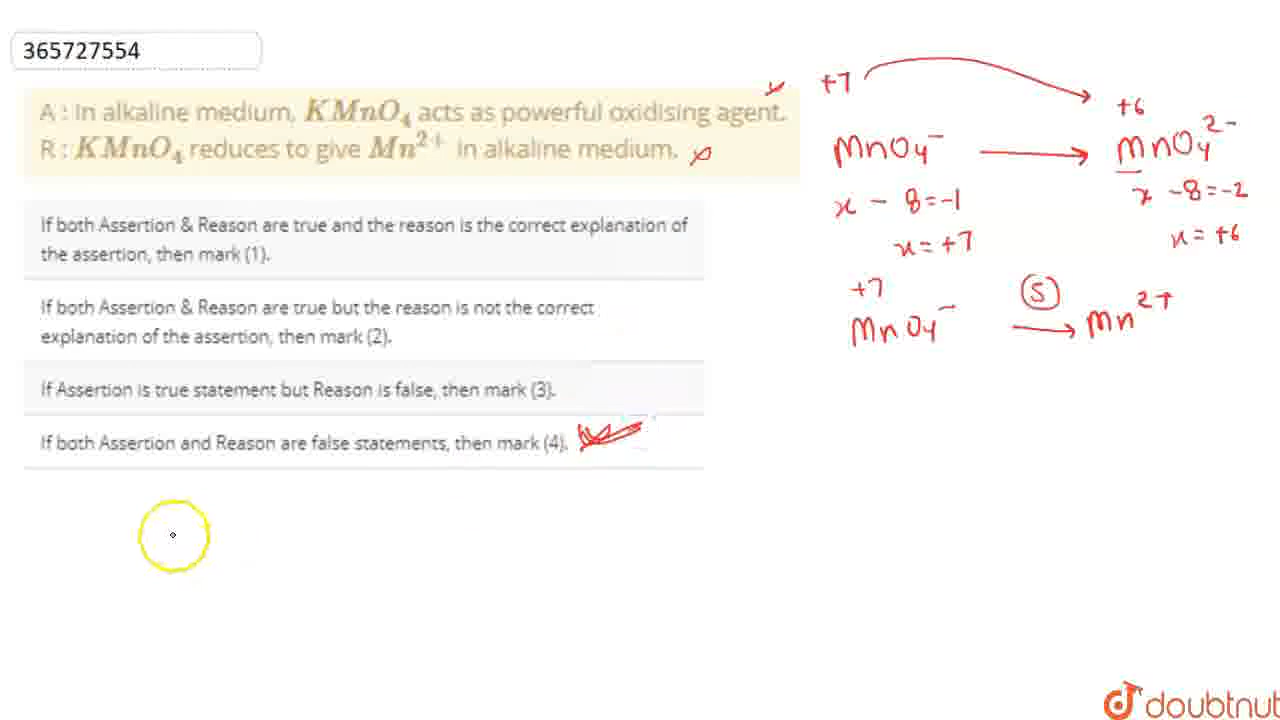 365727554
A : In alkaline medium, KMnO₄ acts as powerful oxidising agent.
R : KMnO₄ reduces to give Mn²⁺ in alkaline medium.
If both Assertion & Reason are true and the reason is the correct explanation of
the assertion, then mark (1).
If both Assertion & Reason are true but the reason is not the correct
explanation of the assertion, then mark (2).
If Assertion is true statement but Reason is false, then mark (3).
If both Assertion and Reason are false statements, then mark (4).
+7
+6
MnO₄⁻ → MnO₄²⁻
x - 8 = -1
x - 8 = -2
x = +7
x = +6
+7
5
MnO₄⁻ → Mn²⁺
doubtnut